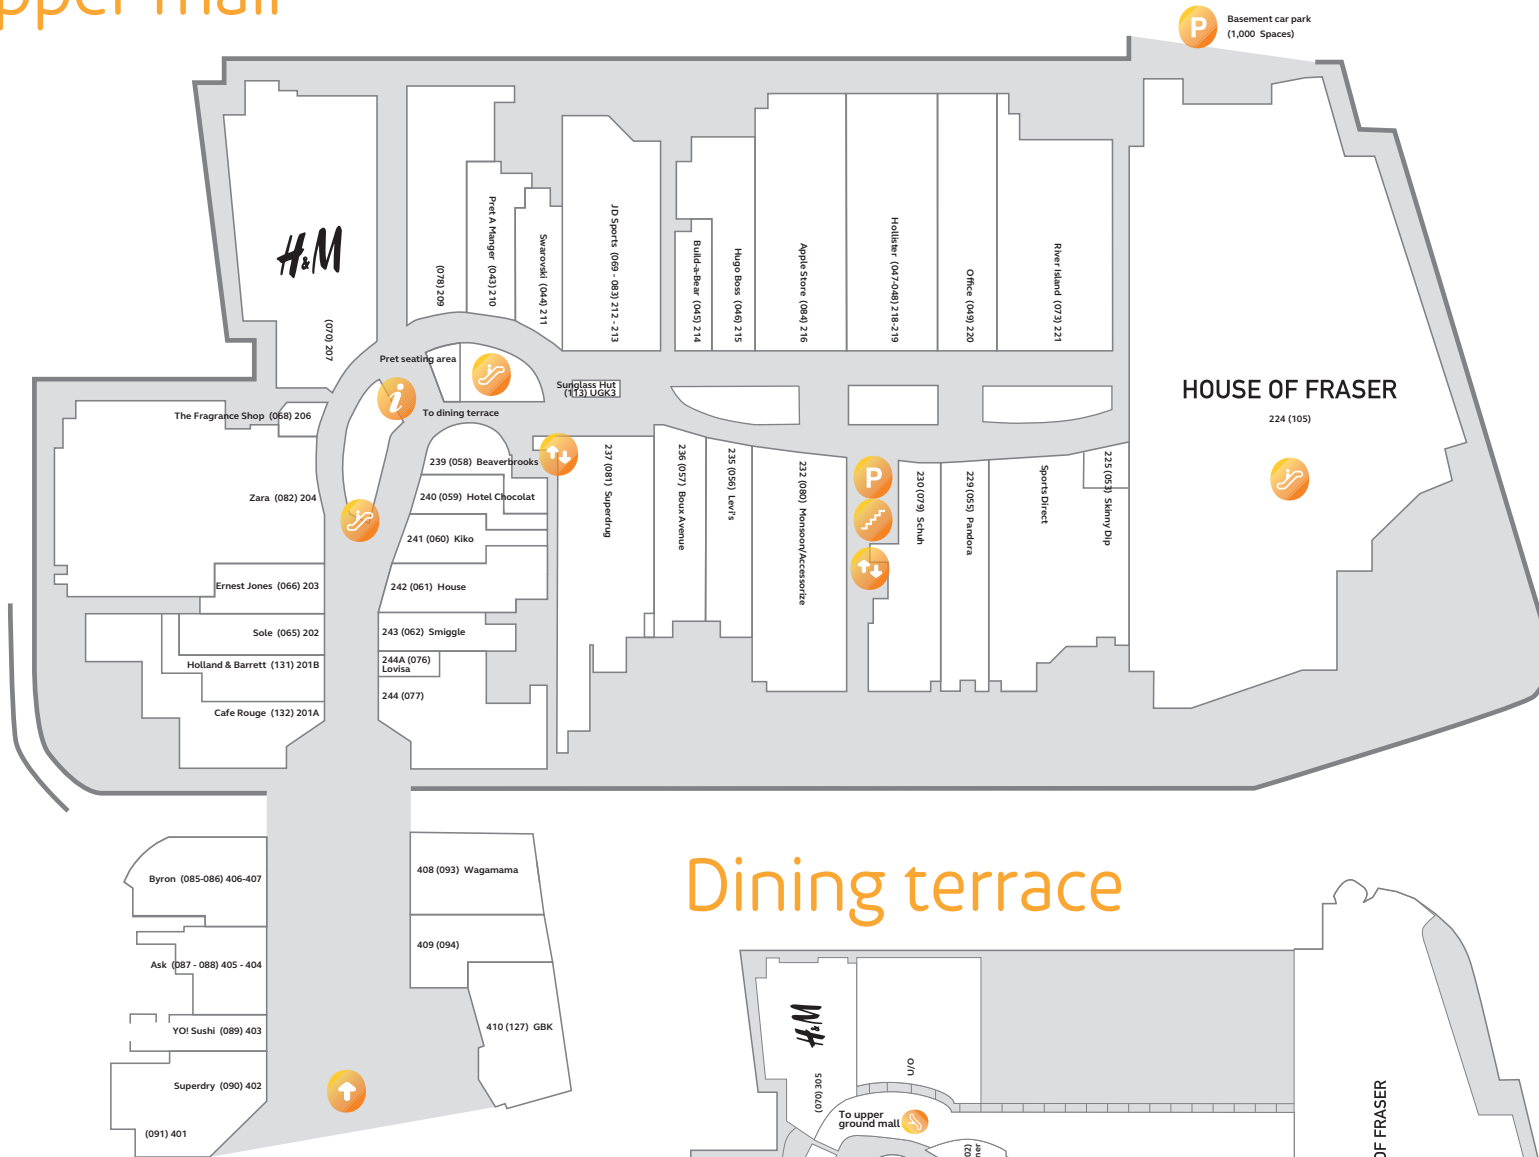 pper mall
P
Basement car park
(1,000 Spaces)
H&M
(070) 207
(078) 209
Pret A Manger (043) 210
Swarovski (044) 211
JD Sports (069 - 083) 212 - 213
Build-a-Bear (045) 214
Hugo Boss (046) 215
Apple Store (084) 216
Hollister (047-048) 218-219
Office (049) 220
River Island (073) 221
HOUSE OF FRASER
224 (105)
Pret seating area
i
To dining terrace
Sunglass Hut
(113) UGK3
The Fragrance Shop (068) 206
Zara (082) 204
Ernest Jones (066) 203
Sole (065) 202
Holland & Barrett (131) 201B
Cafe Rouge (132) 201A
239 (058) Beaverbrooks
240 (059) Hotel Chocolat
241 (060) Kiko
242 (061) House
243 (062) Smiggle
244A (076)
Lovisa
244 (077)
237 (081) Superdrug
236 (057) Boux Avenue
235 (056) Levi's
232 (080) Monsoon/Accessorize
P
230 (079) Schuh
229 (055) Pandora
Sports Direct
225 (053) Skinny Dip
Byron (085-086) 406-407
Ask (087 - 088) 405 - 404
YO! Sushi (089) 403
Superdry (090) 402
(091) 401
408 (093) Wagamama
409 (094)
410 (127) GBK
Dining terrace
H&M
(070) 305
U/O
To upper
ground mall
02)
ner
OF FRASER